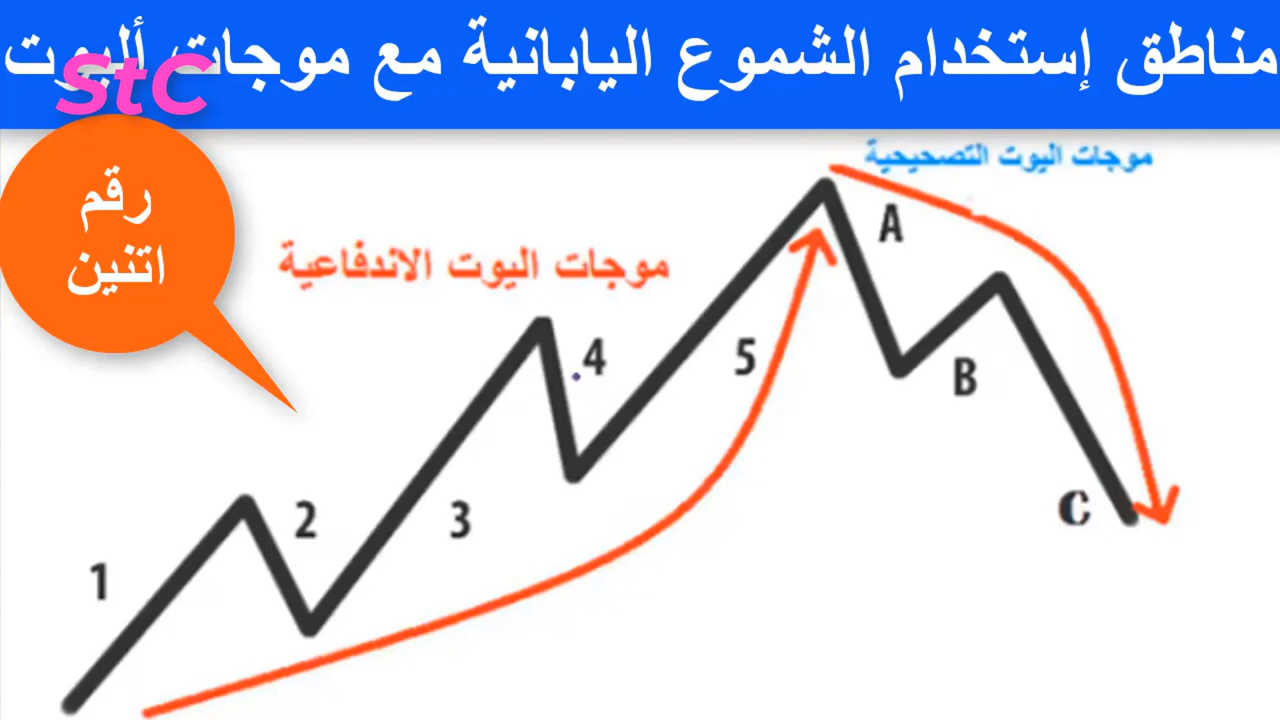 مناطق إستخدام الشموع اليابانية مع موجات أليوت
stc
رقم
اتنين
موجات اليوت التصحيحية
موجات اليوت الاندفاعية
A
4
5
B
2
3
C
1